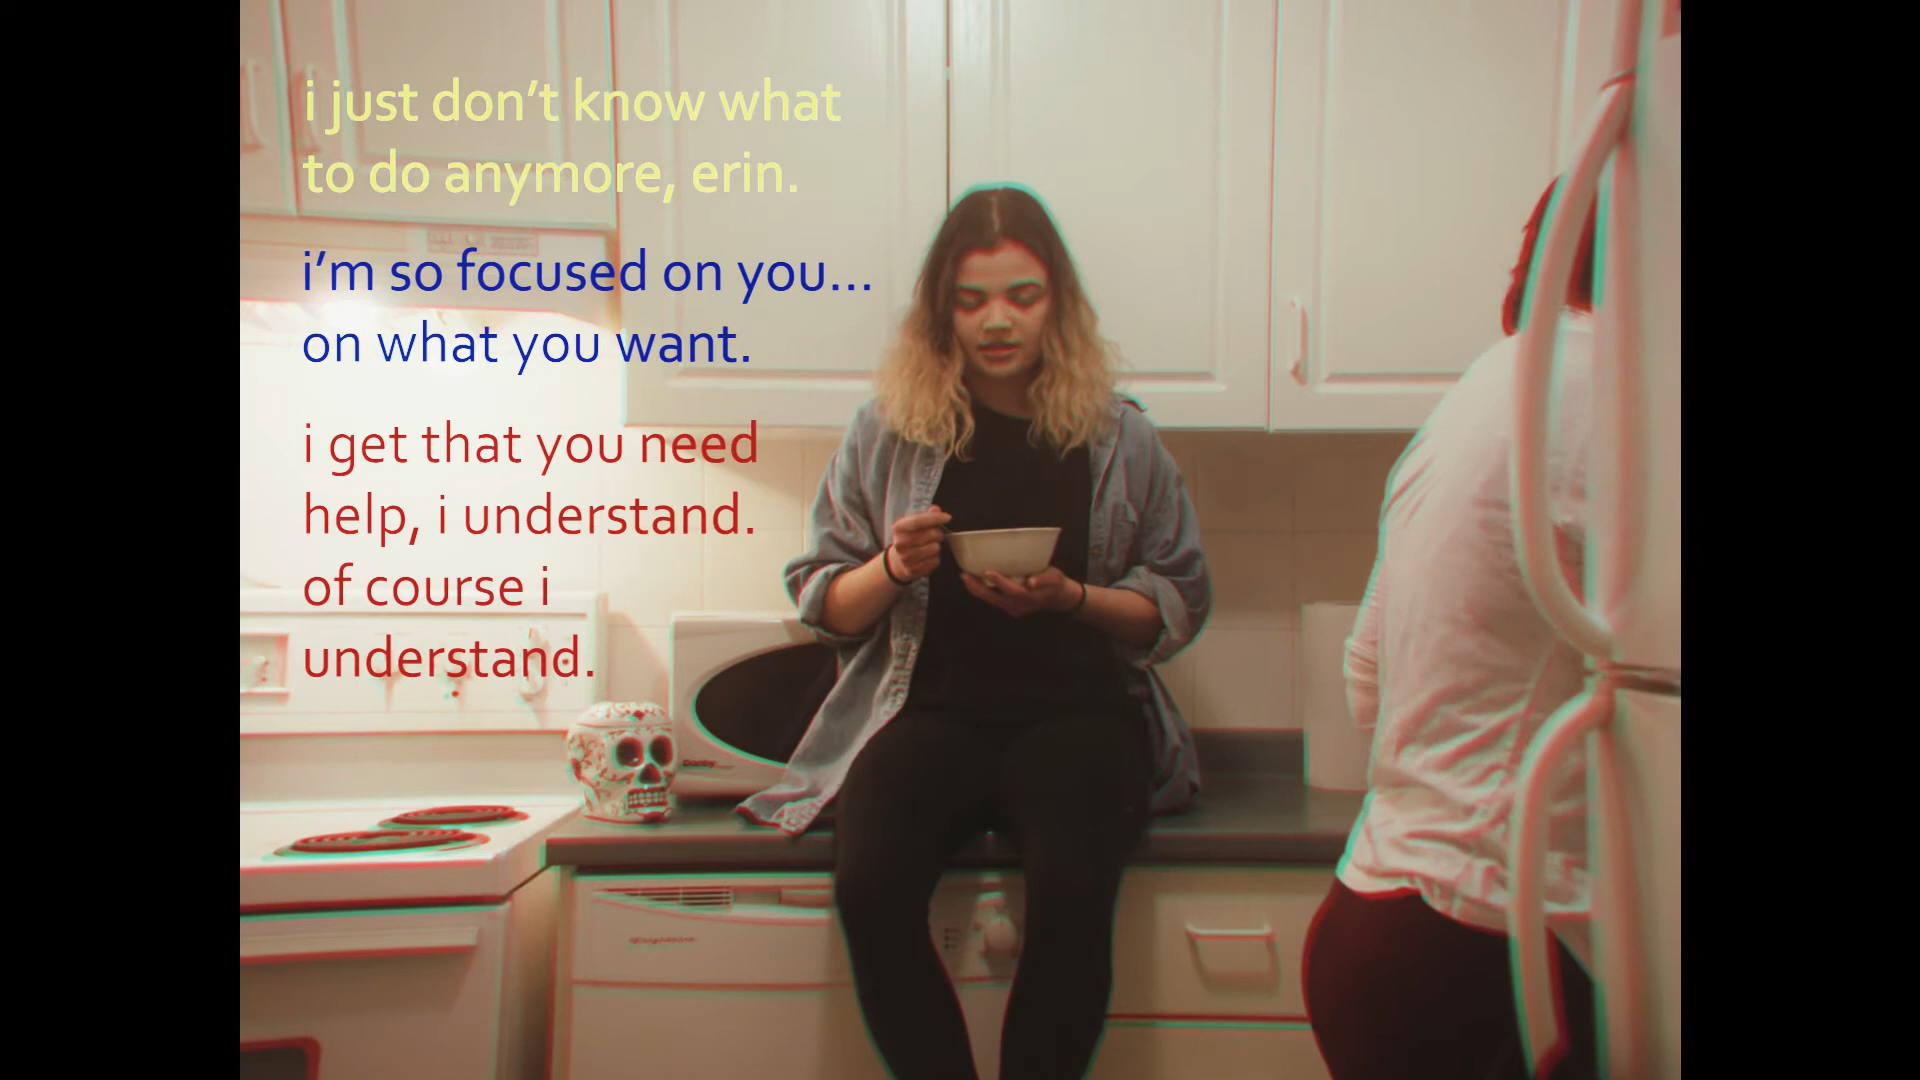 i just don’t know what
to do anymore, erin.
i’m so focused on you...
on what you want.
i get that you need
help, i understand.
of course i
understand.
Danby